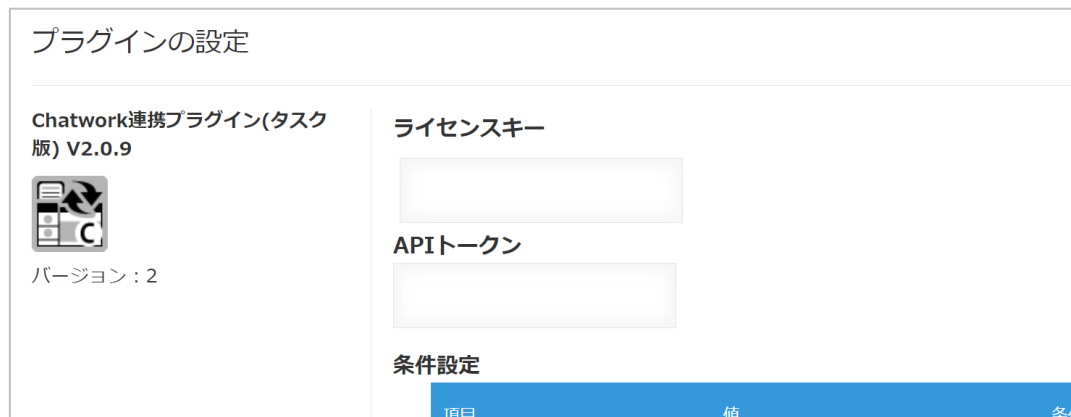 プラグインの設定
Chatwork連携プラグイン(タスク
版) V2.0.9
C
バージョン：2
ライセンスキー
APIトークン
条件設定
項目 値